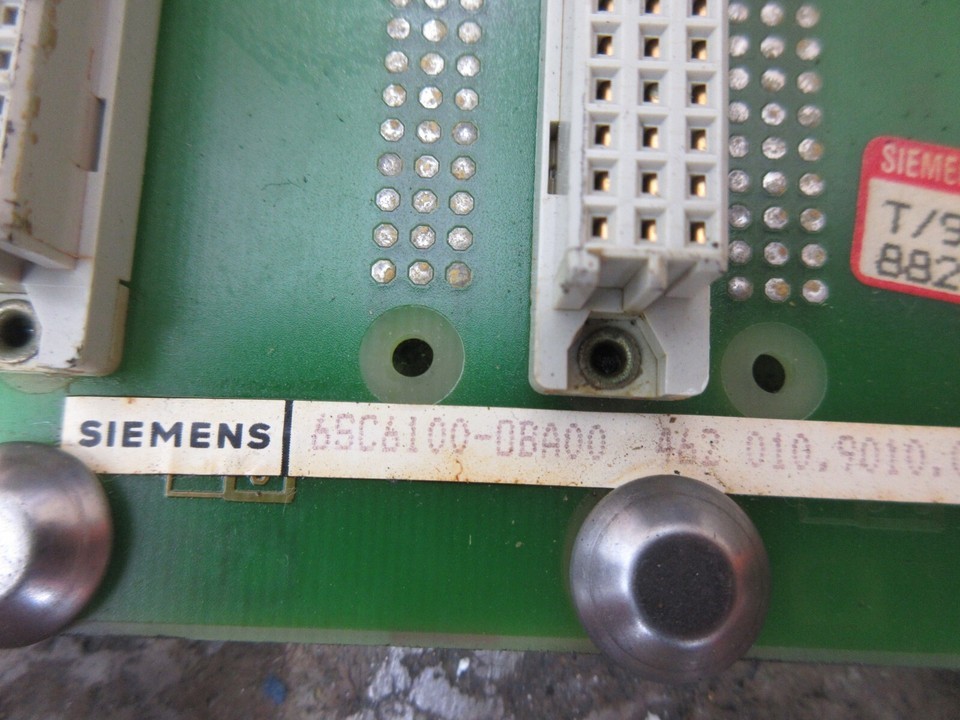 SIEMENS 6SC6100-0BA00 462 010.9010.0
SIEME
T/9
882